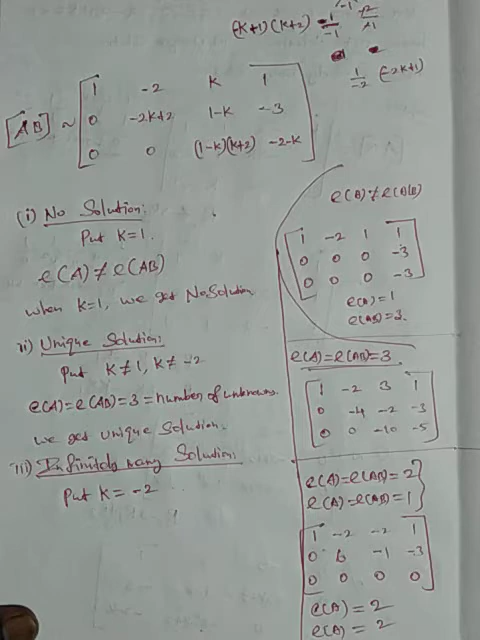 (K+1)(K+2)
1/-2 (-2K+1)
[AB] ~ [1 -2 K 1
0 -2K+2 1-K -3
0 0 (1-K)(K+2) -2-K]
(i) No Solution:
Put K=1.
ρ(A) ≠ ρ(AB)
when K=1, we get No Solution
ii) Unique Solution:
Put K≠1, K≠-2
ρ(A)=ρ(AB)=3=number of unknowns.
we get unique Solution.
iii) Infinitely many Solution:
Put K=-2
ρ(A)≠ρ(AB)
[1 -2 1 1
0 0 0 -3
0 0 0 -3]
ρ(A)=1
ρ(AB)=2.
ρ(A)=ρ(AB)=3.
[1 -2 3 1
0 -4 -2 -3
0 0 -10 -5]
ρ(A)=ρ(AB)=2
ρ(A)=ρ(AB)=1}
[1 -2 -2 1
0 6 -1 -3
0 0 0 0]
ρ(A)=2
ρ(A)=2